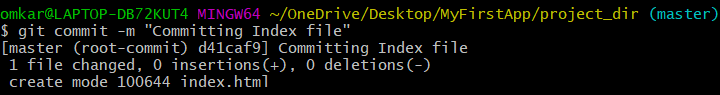 omkar@LAPTOP-DB72KUT4 MINGW64 ~/OneDrive/Desktop/MyFirstApp/project_dir (master)
$ git commit -m "Committing Index file"
[master (root-commit) d41caf9] Committing Index file
 1 file changed, 0 insertions(+), 0 deletions(-)
 create mode 100644 index.html